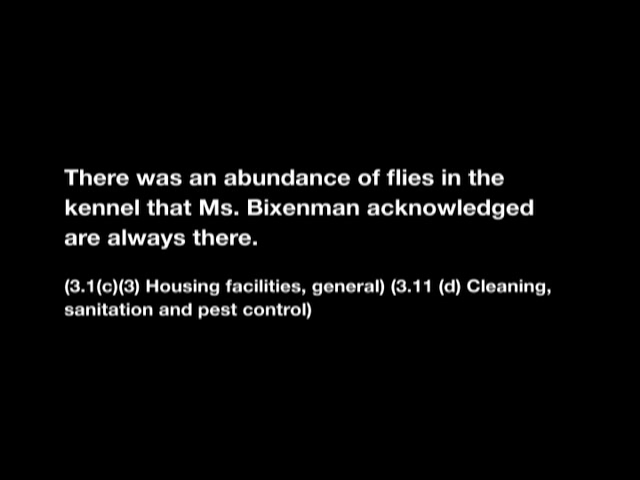 There was an abundance of flies in the
kennel that Ms. Bixenman acknowledged
are always there.
(3.1(c)(3) Housing facilities, general) (3.11 (d) Cleaning,
sanitation and pest control)